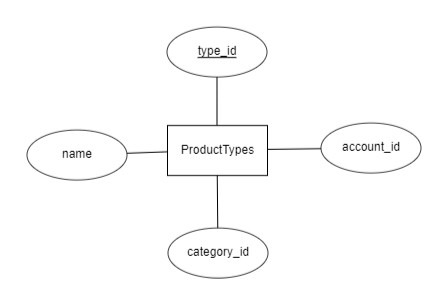 type_id
name
ProductTypes
account_id
category_id